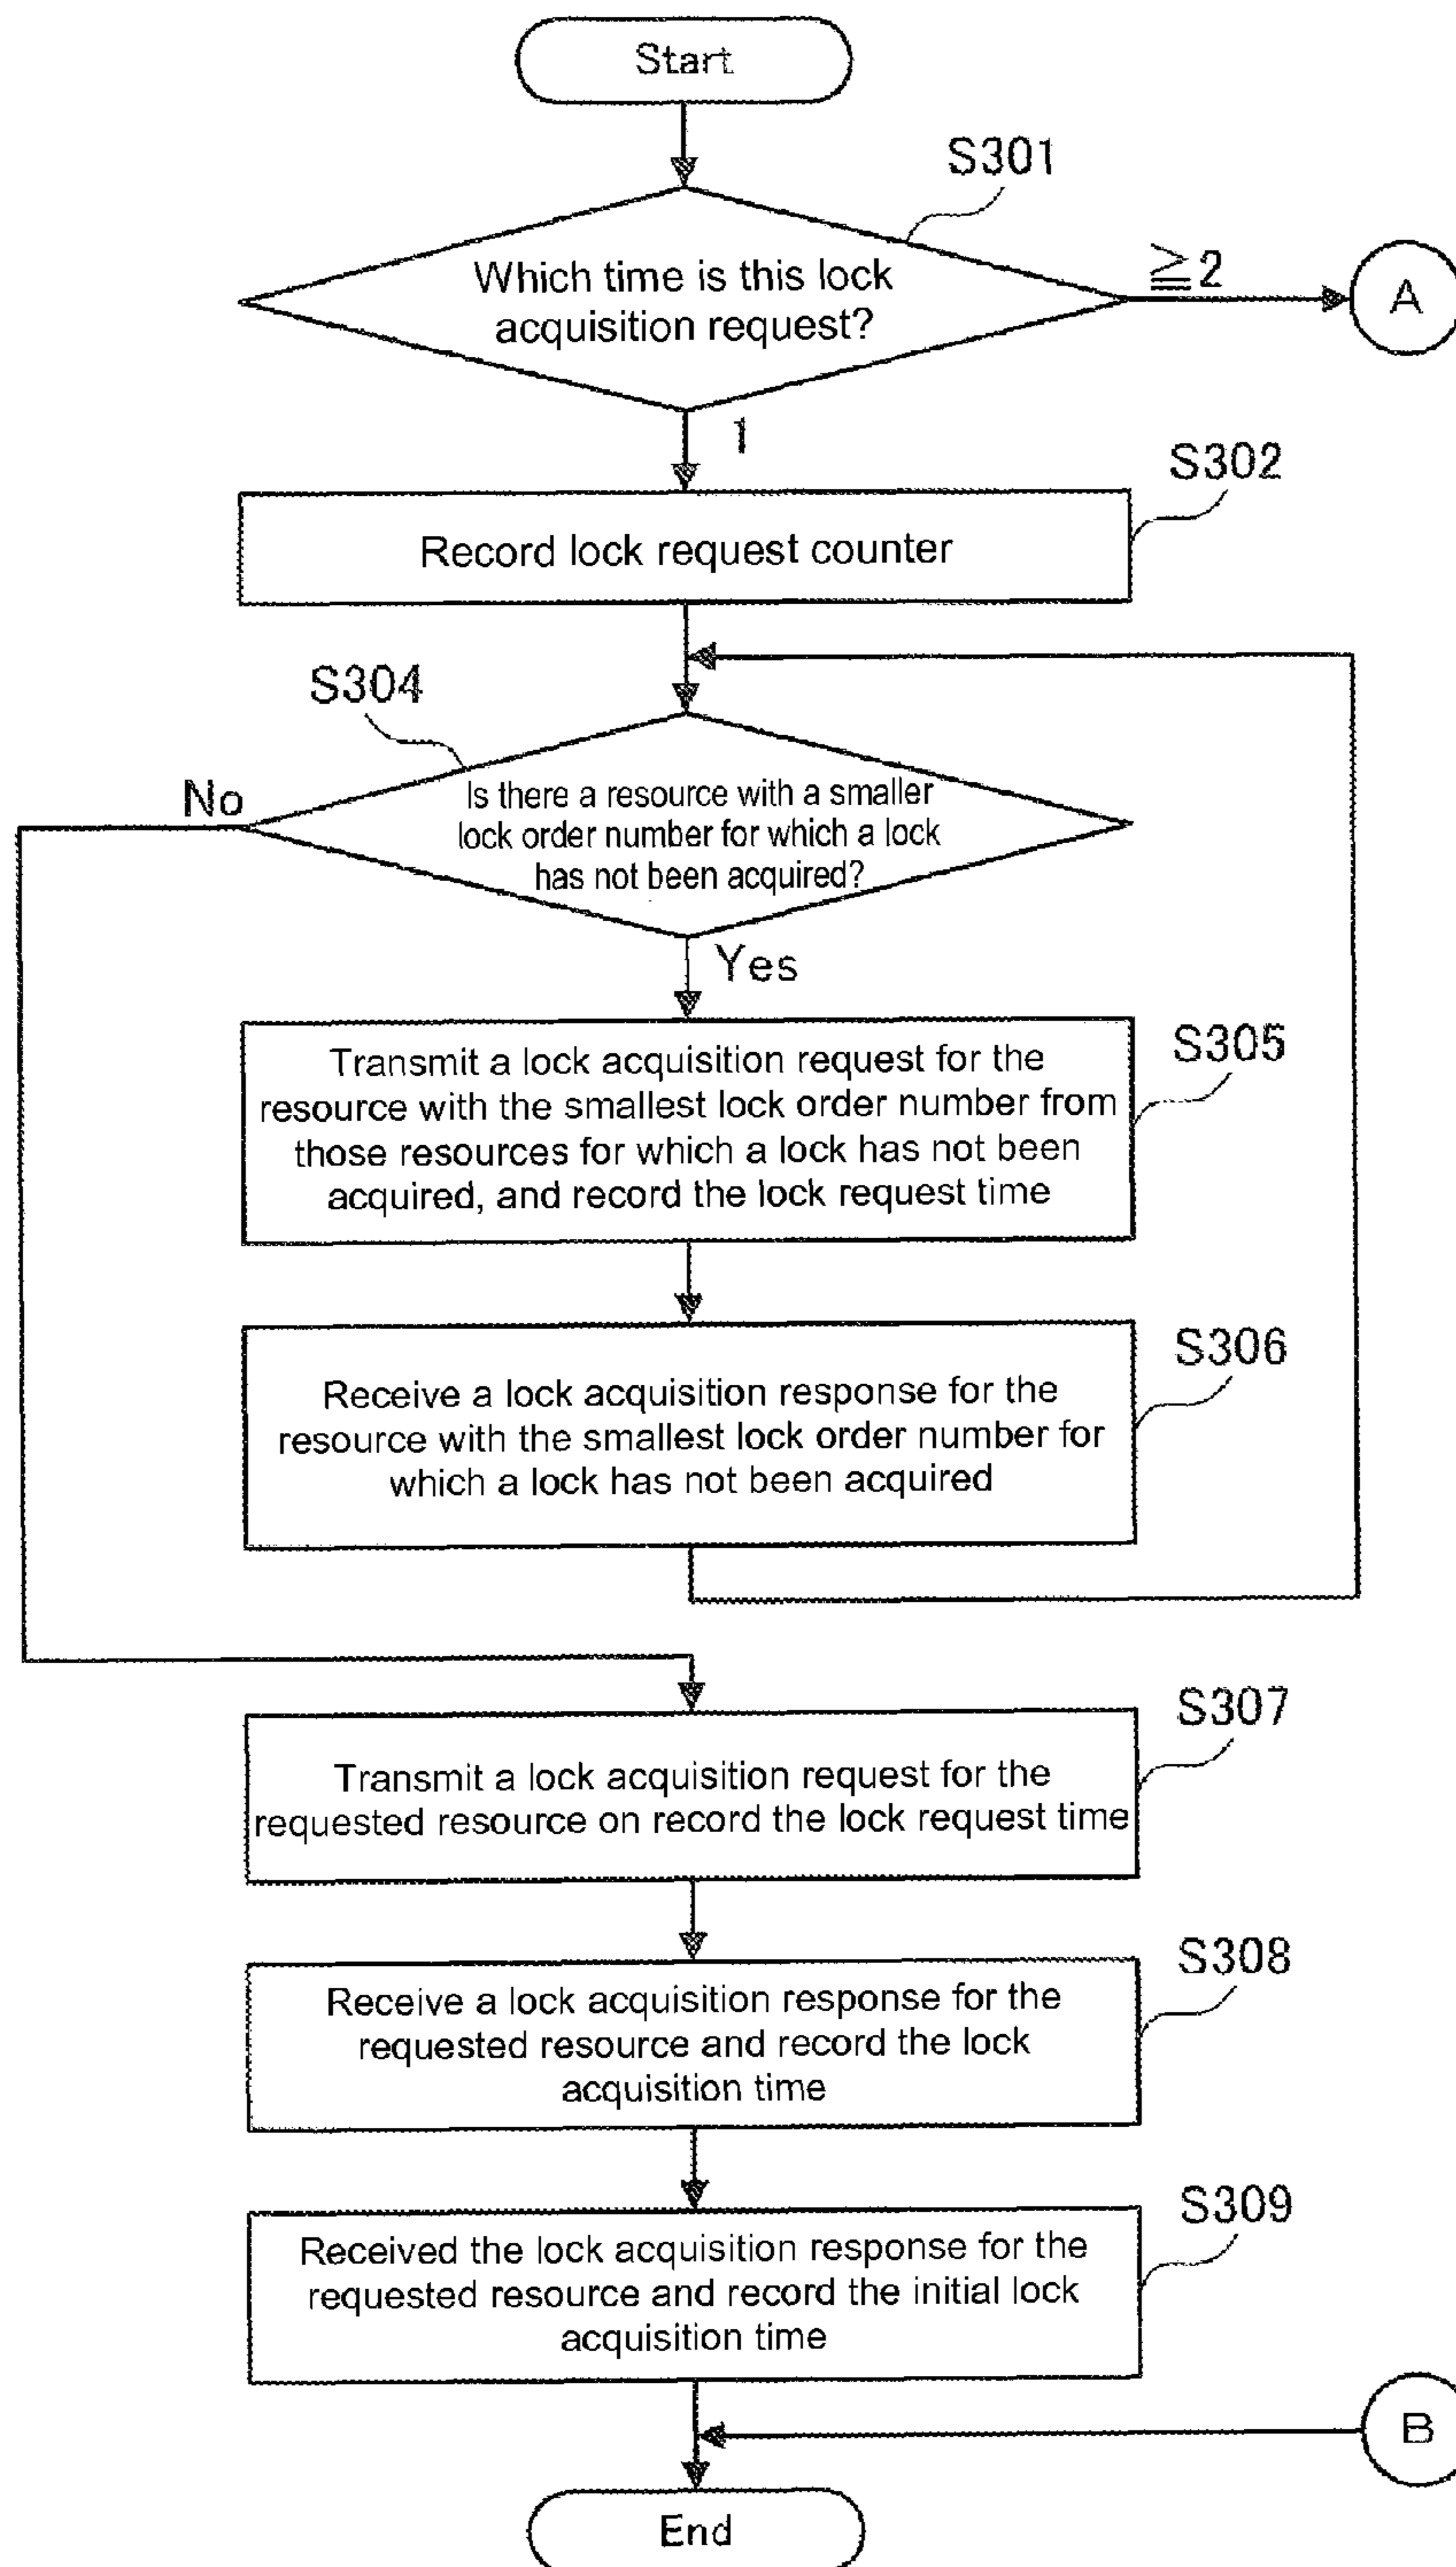 Start
S301
Which time is this lock
acquisition request?
≧2
A
1
S302
Record lock request counter
S304
No
Is there a resource with a smaller
lock order number for which a lock
has not been acquired?
Yes
S305
Transmit a lock acquisition request for the
resource with the smallest lock order number from
those resources for which a lock has not been
acquired, and record the lock request time
S306
Receive a lock acquisition response for the
resource with the smallest lock order number for
which a lock has not been acquired
S307
Transmit a lock acquisition request for the
requested resource on record the lock request time
S308
Receive a lock acquisition response for the
requested resource and record the lock
acquisition time
S309
Received the lock acquisition response for the
requested resource and record the initial lock
acquisition time
B
End